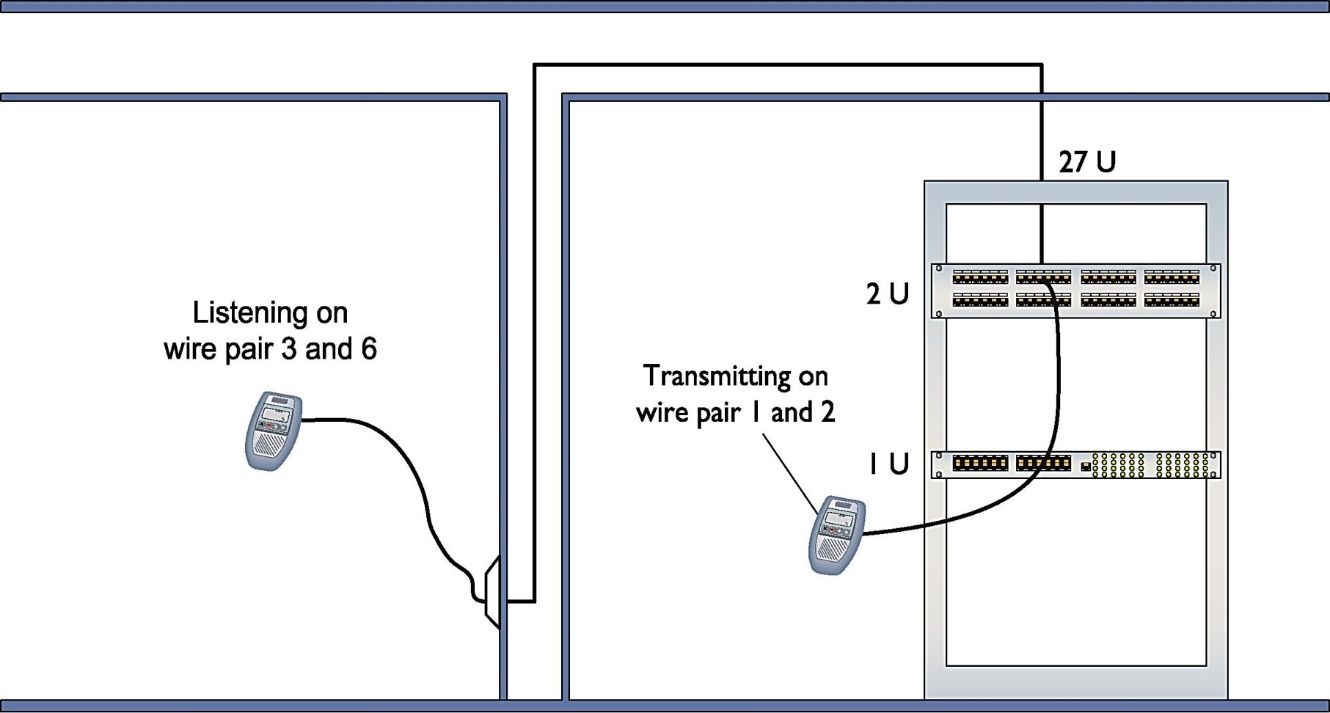 27 U
2 U
Listening on
wire pair 3 and 6
Transmitting on
wire pair 1 and 2
1 U